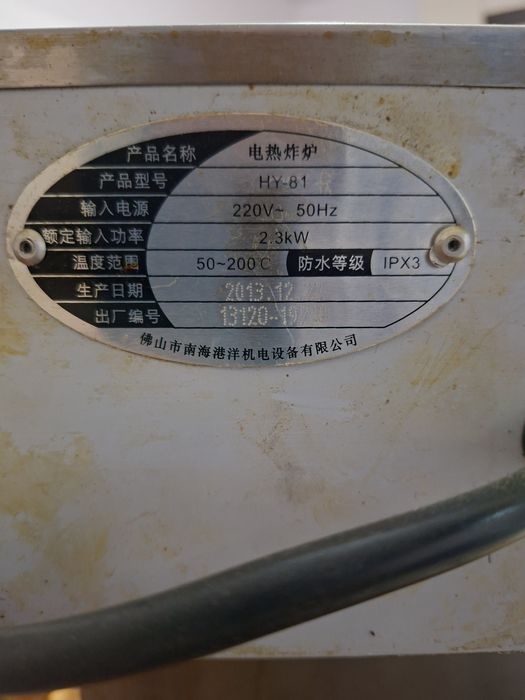 产品名称 电热炸炉
产品型号 HY-81
输入电源 220V~ 50Hz
额定输入功率 2.3kW
温度范围 50~200℃ 防水等级 IPX3
生产日期 2013.12
出厂编号
佛山市南海港洋机电设备有限公司